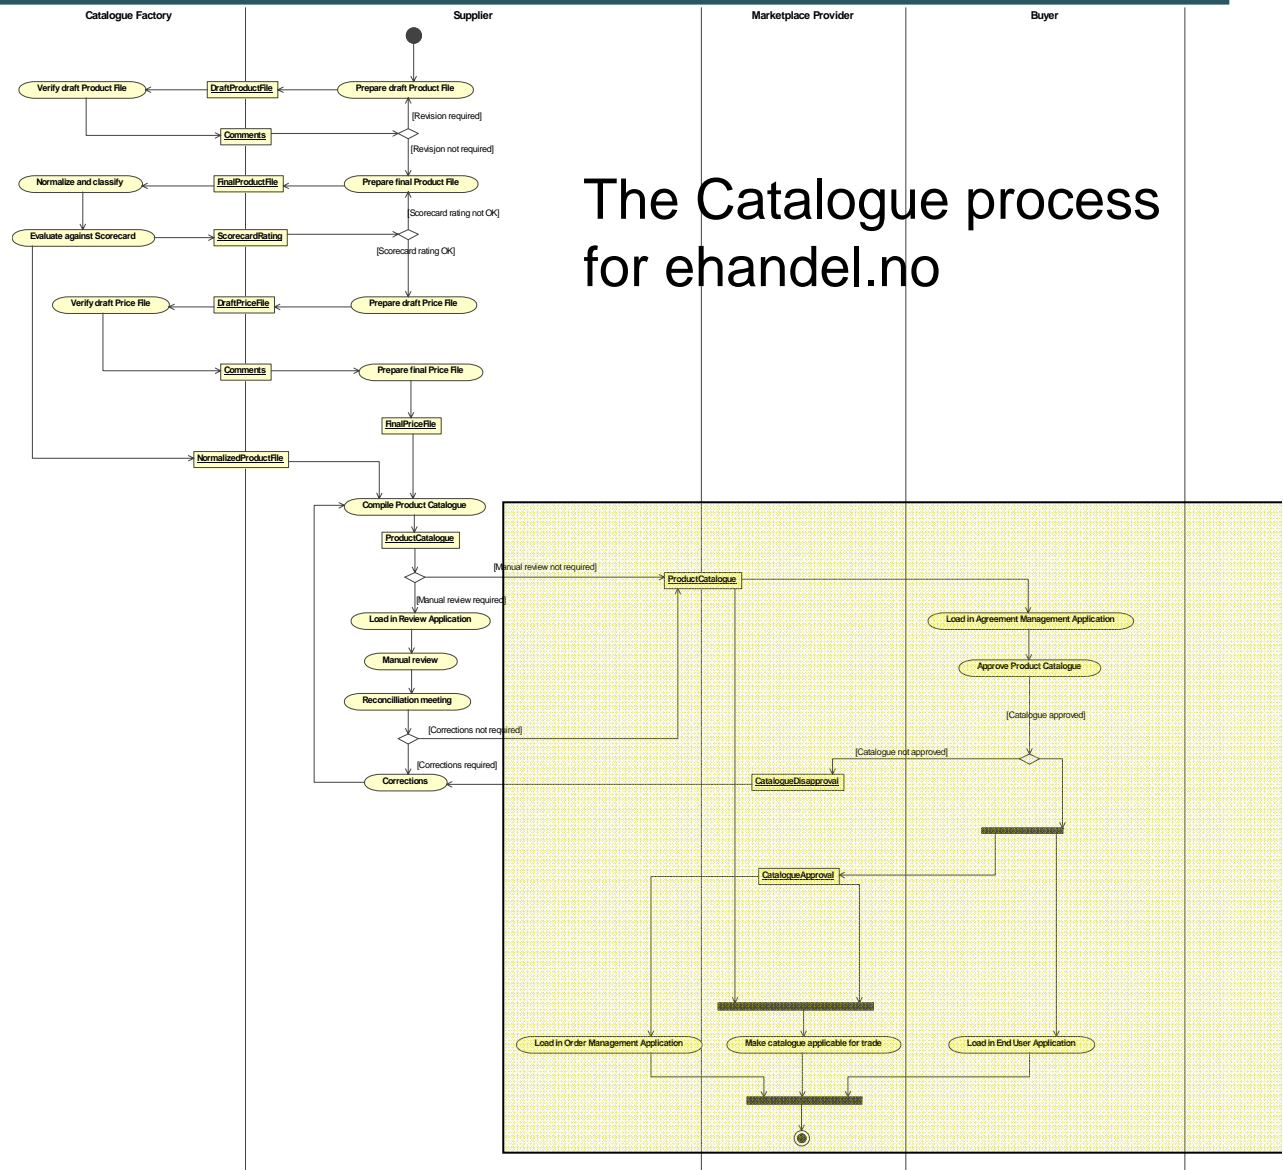 Catalogue Factory
Supplier
Marketplace Provider
Buyer
Verify draft Product File
DraftProductFile
Prepare draft Product File
[Revision required]
Comments
[Revision not required]
Normalize and classify
FinalProductFile
Prepare final Product File
The Catalogue process
for ehandel.no
[Scorecard rating not OK]
Evaluate against Scorecard
ScorecardRating
[Scorecard rating OK]
Verify draft Price File
DraftPriceFile
Prepare draft Price File
Comments
Prepare final Price File
FinalPriceFile
NormalizedProductFile
Compile Product Catalogue
ProductCatalogue
[Manual review not required]
ProductCatalogue
[Manual review required]
Load in Review Application
Load in Agreement Management Application
Manual review
Approve Product Catalogue
Reconcilliation meeting
[Catalogue approved]
[Corrections not required]
[Catalogue not approved]
[Corrections required]
Corrections
CatalogueDisapproval
CatalogueApproval
Load in Order Management Application
Make catalogue applicable for trade
Load in End User Application